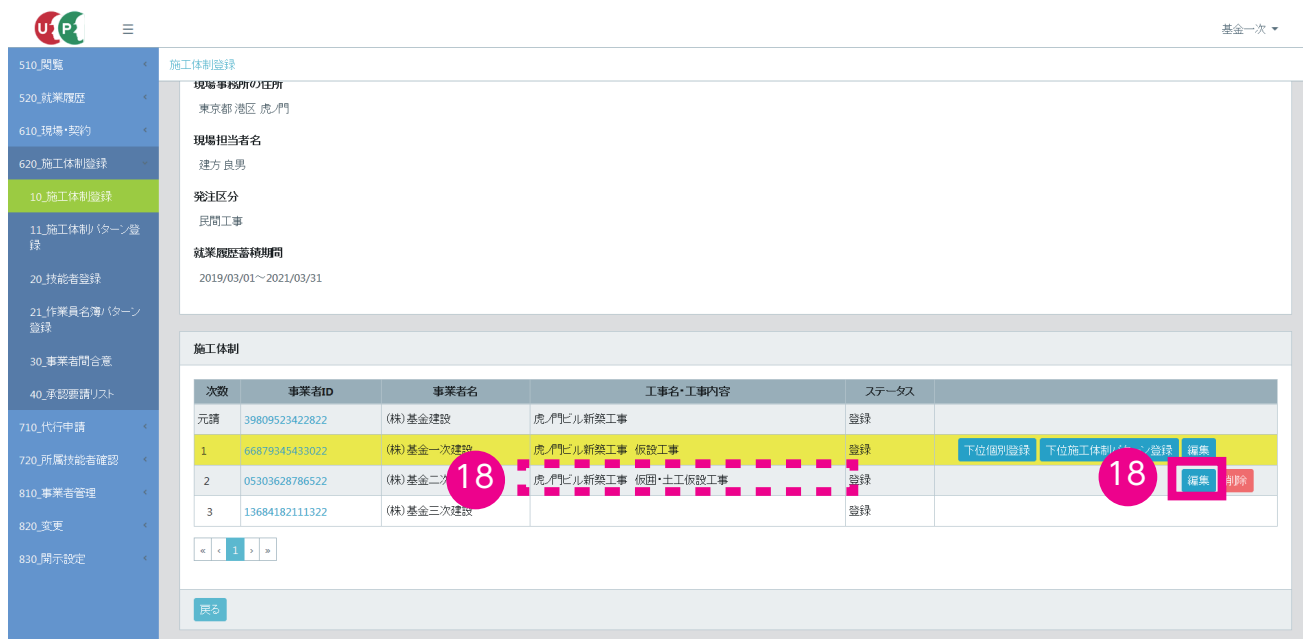 U P
☰
基金一次
510_閲覧
520_就業履歴
610_現場・契約
620_施工体制登録
10_施工体制登録
11_施工体制パターン登
録
20_技能者登録
21_作業員名簿パターン
登録
30_事業者間合意
40_承認要請リスト
710_代行申請
720_所属技能者確認
810_事業者管理
820_変更
830_開示設定
施工体制登録
現場事務所の住所
東京都 港区 虎ノ門
現場担当者名
建方 良男
発注区分
民間工事
就業履歴蓄積期間
2019/03/01～2021/03/31
施工体制
次数 事業者ID 事業者名 工事名・工事内容 ステータス
元請 39809523422822 (株)基金建設 虎ノ門ビル新築工事 登録
1 66879345433022 (株)基金一次建設 虎ノ門ビル新築工事 仮設工事 登録 下位個別登録 下位施工体制パターン登録 編集
2 05303628786522 (株)基金二次 18 虎ノ門ビル新築工事 仮囲・土工仮設工事 登録 18 編集 削除
3 13684182111322 (株)基金三次建設 登録
« ‹ 1 › »
戻る